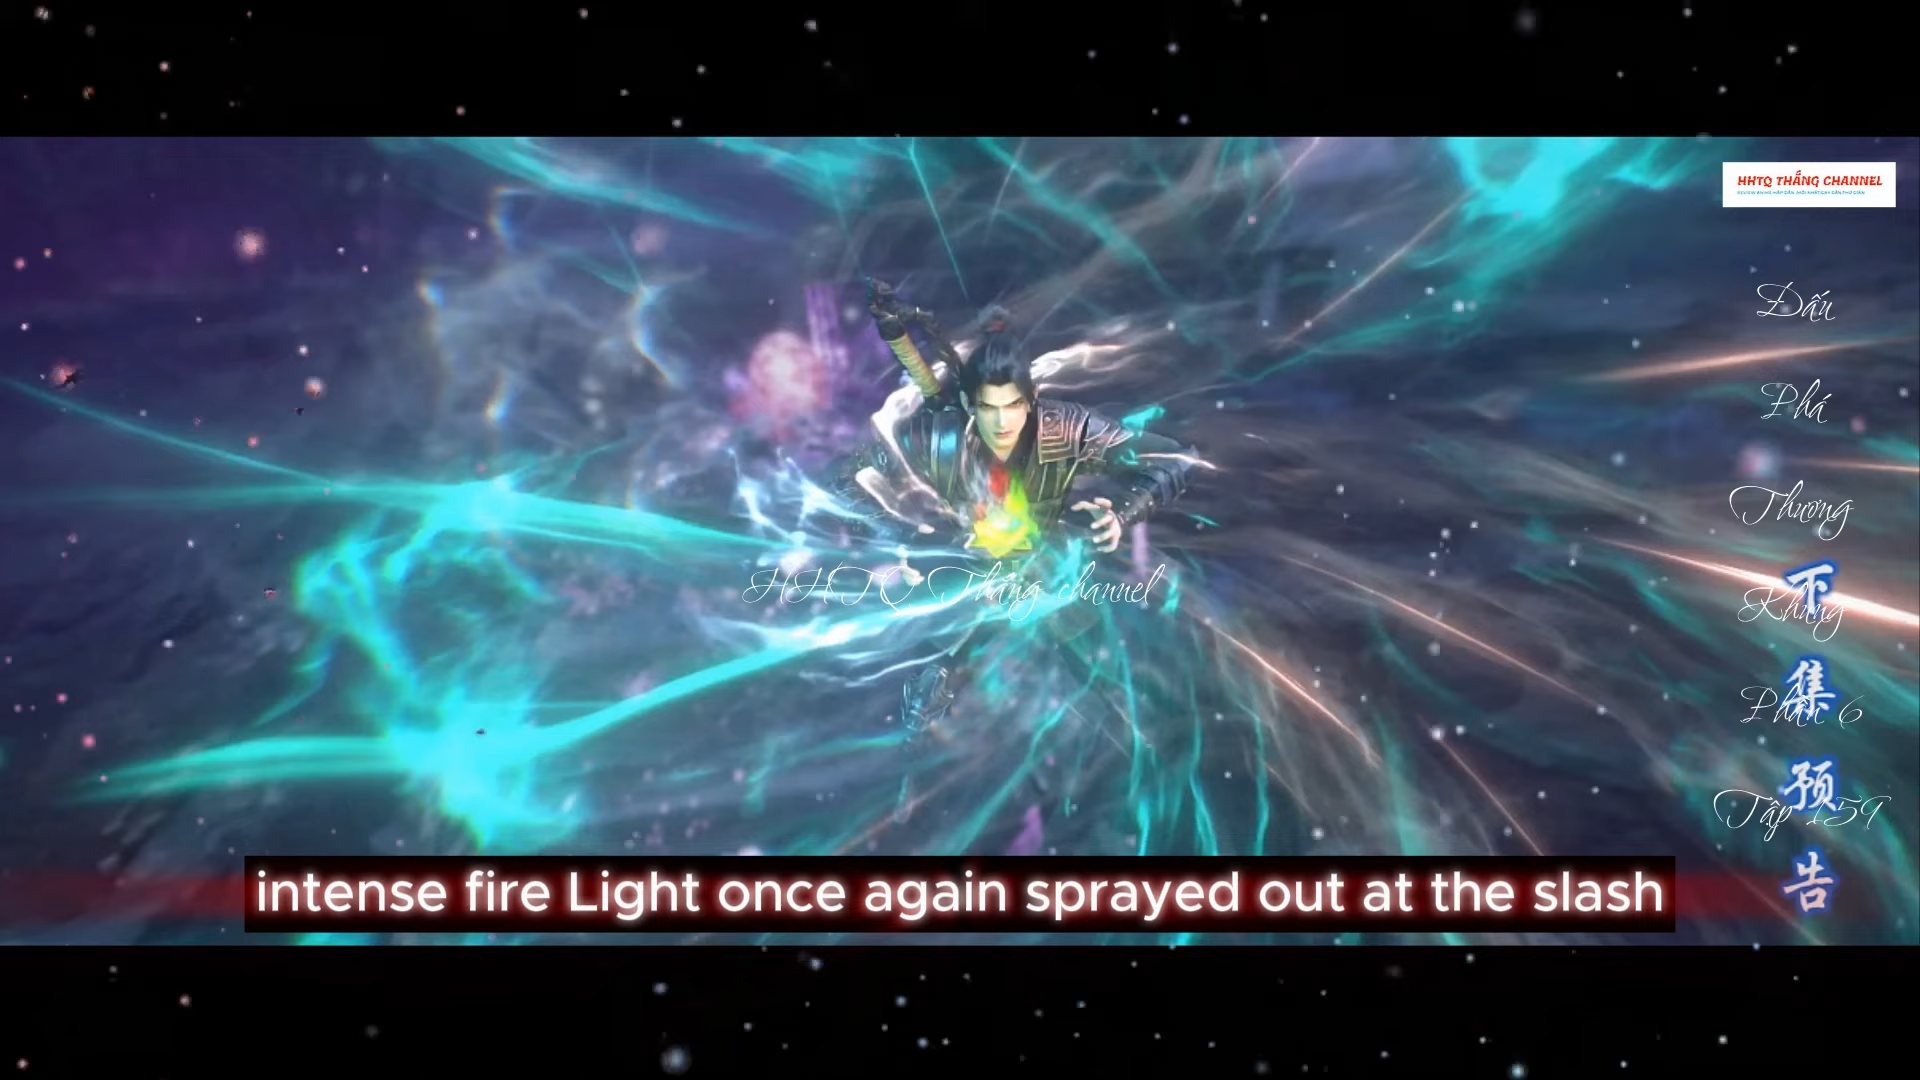 HHTQ THẮNG CHANNEL
Đấu
Phá
Thương
Khung
Phần 6
Tập 159
下集预告
HHTQ Thắng channel
intense fire Light once again sprayed out at the slash